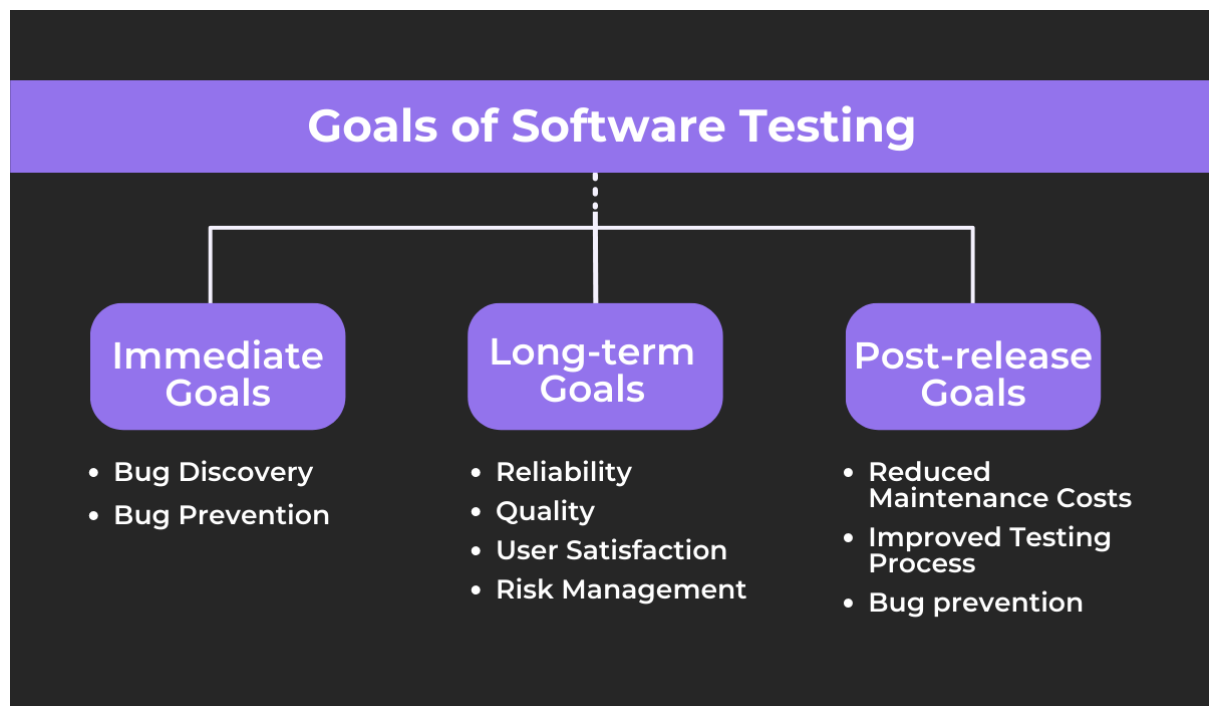 Goals of Software Testing
Immediate
Goals
• Bug Discovery
• Bug Prevention
Long-term
Goals
• Reliability
• Quality
• User Satisfaction
• Risk Management
Post-release
Goals
• Reduced
Maintenance Costs
• Improved Testing
Process
• Bug prevention